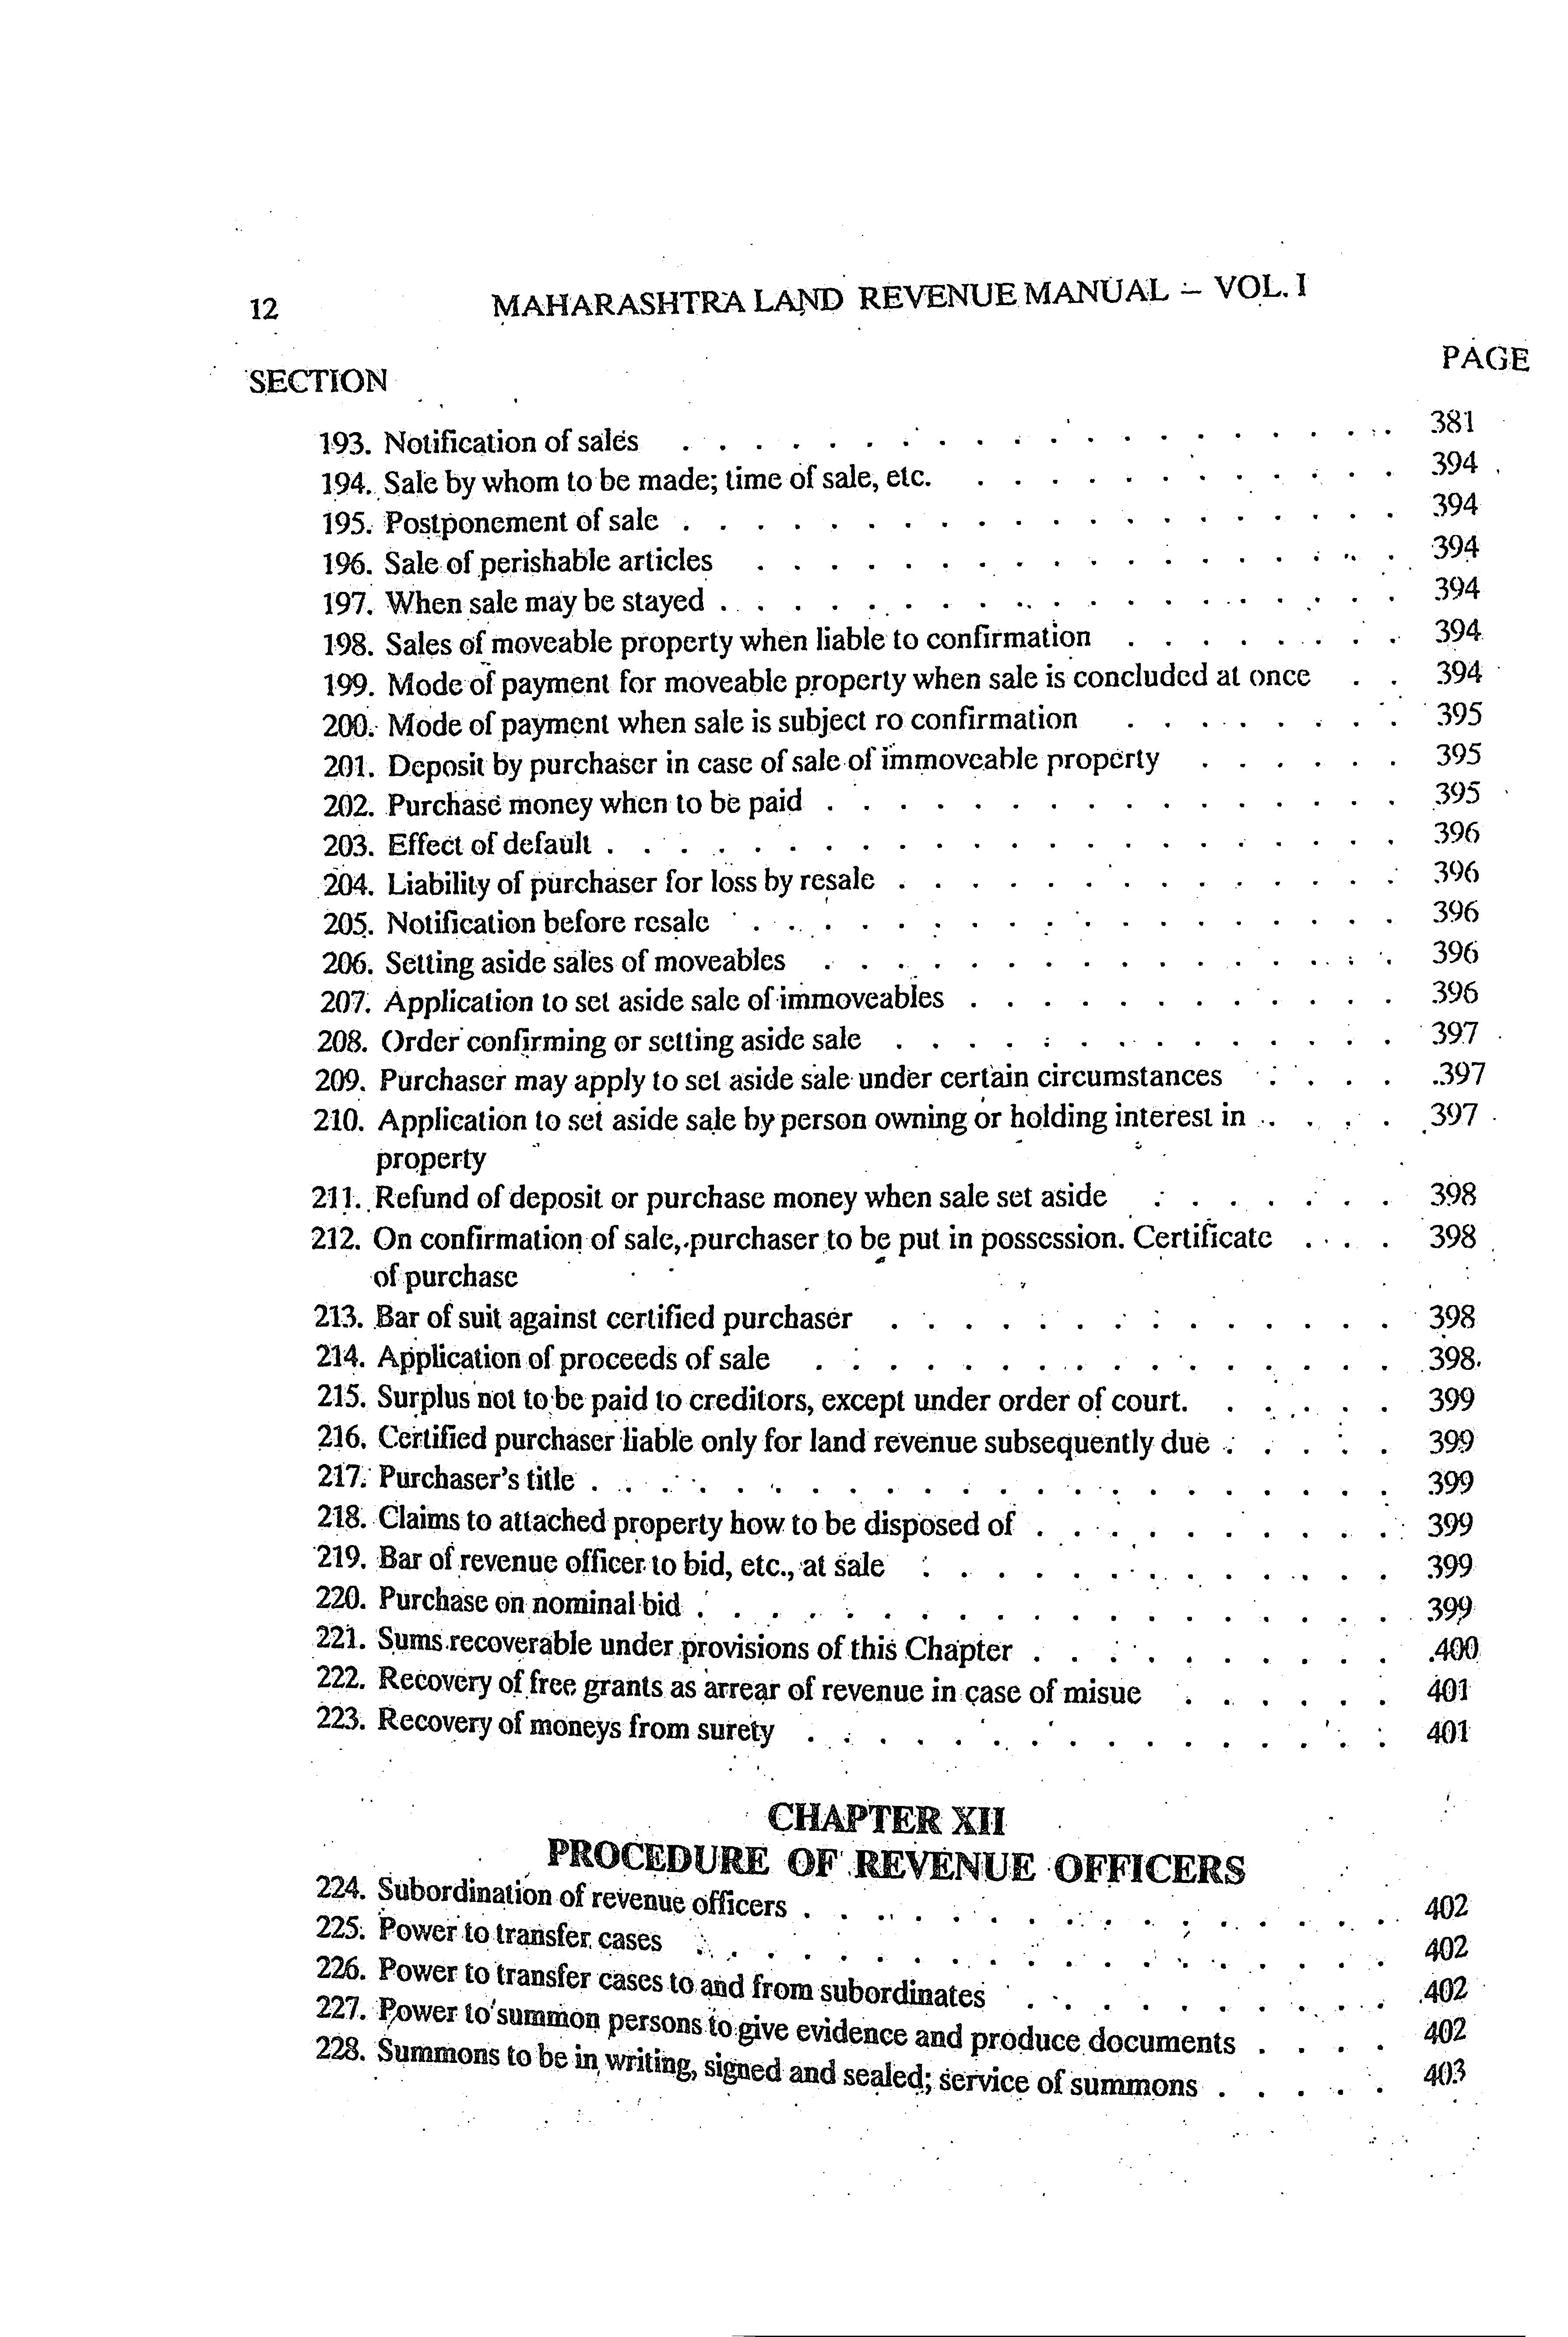 12 MAHARASHTRA LAND REVENUE MANUAL – VOL. I
SECTION PAGE
193. Notification of sales . . . . . . . . . . . . . . . . . . . . 381
194. Sale by whom to be made; time of sale, etc. . . . . . . . . . . . . 394
195. Postponement of sale . . . . . . . . . . . . . . . . . . . . 394
196. Sale of perishable articles . . . . . . . . . . . . . . . . . . 394
197. When sale may be stayed . . . . . . . . . . . . . . . . . . . 394
198. Sales of moveable property when liable to confirmation . . . . . . . . 394
199. Mode of payment for moveable property when sale is concluded at once . . 394
200. Mode of payment when sale is subject ro confirmation . . . . . . . . 395
201. Deposit by purchaser in case of sale of immoveable property . . . . . . 395
202. Purchase money when to be paid . . . . . . . . . . . . . . . . 395
203. Effect of default . . . . . . . . . . . . . . . . . . . . . . 396
204. Liability of purchaser for loss by resale . . . . . . . . . . . . . . 396
205. Notification before resale . . . . . . . . . . . . . . . . . . 396
206. Setting aside sales of moveables . . . . . . . . . . . . . . . . 396
207. Application to set aside sale of immoveables . . . . . . . . . . . . 396
208. Order confirming or setting aside sale . . . . . . . . . . . . . . 397
209. Purchaser may apply to set aside sale under certain circumstances . . . . 397
210. Application to set aside sale by person owning or holding interest in . . . . 397
property
211. Refund of deposit or purchase money when sale set aside . . . . . . . 398
212. On confirmation of sale, purchaser to be put in possession. Certificate . . . . 398
of purchase
213. Bar of suit against certified purchaser . . . . . . . . . . . . . . 398
214. Application of proceeds of sale . . . . . . . . . . . . . . . . 398
215. Surplus not to be paid to creditors, except under order of court. . . . . . 399
216. Certified purchaser liable only for land revenue subsequently due . . . . . 399
217. Purchaser's title . . . . . . . . . . . . . . . . . . . . . . 399
218. Claims to attached property how to be disposed of . . . . . . . . . . 399
219. Bar of revenue officer to bid, etc., at sale . . . . . . . . . . . . . 399
220. Purchase on nominal bid . . . . . . . . . . . . . . . . . . . 399
221. Sums recoverable under provisions of this Chapter . . . . . . . . . . 400
222. Recovery of free grants as arrear of revenue in case of misue . . . . . . 401
223. Recovery of moneys from surety . . . . . . . . . . . . . . . . 401
CHAPTER XII
PROCEDURE OF REVENUE OFFICERS
224. Subordination of revenue officers . . . . . . . . . . . . . . . . 402
225. Power to transfer cases . . . . . . . . . . . . . . . . . . . 402
226. Power to transfer cases to and from subordinates . . . . . . . . . . 402
227. Power to summon persons to give evidence and produce documents . . . . 402
228. Summons to be in writing, signed and sealed; service of summons . . . . . 403